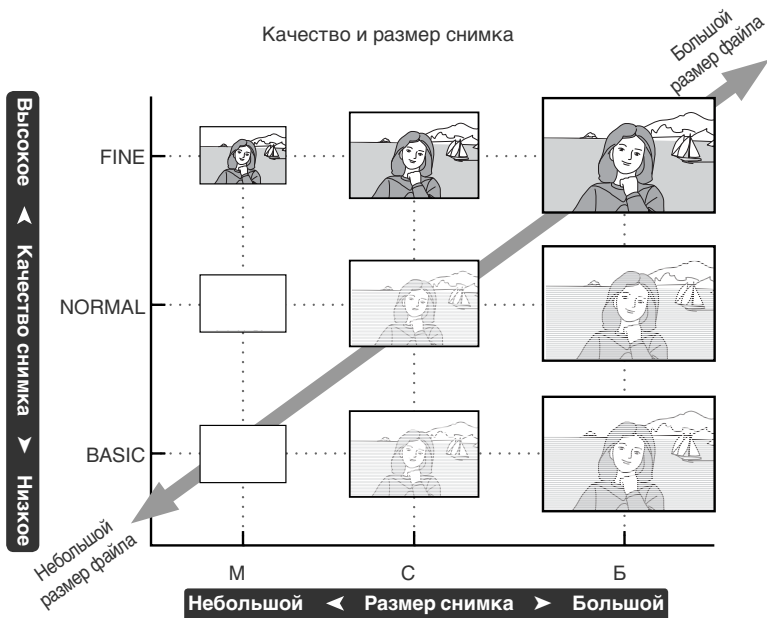 Качество и размер снимка
Большой
размер файла
Высокое
Качество снимка
Низкое
FINE
NORMAL
BASIC
Небольшой
размер файла
М
С
Б
Небольшой Размер снимка Большой